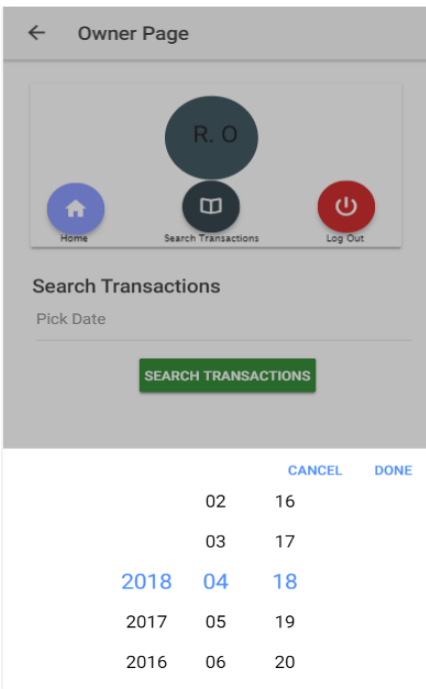 Owner Page
R. O
Home Search Transactions Log Out
Search Transactions
Pick Date
SEARCH TRANSACTIONS
CANCEL DONE
02 16
03 17
2018 04 18
2017 05 19
2016 06 20